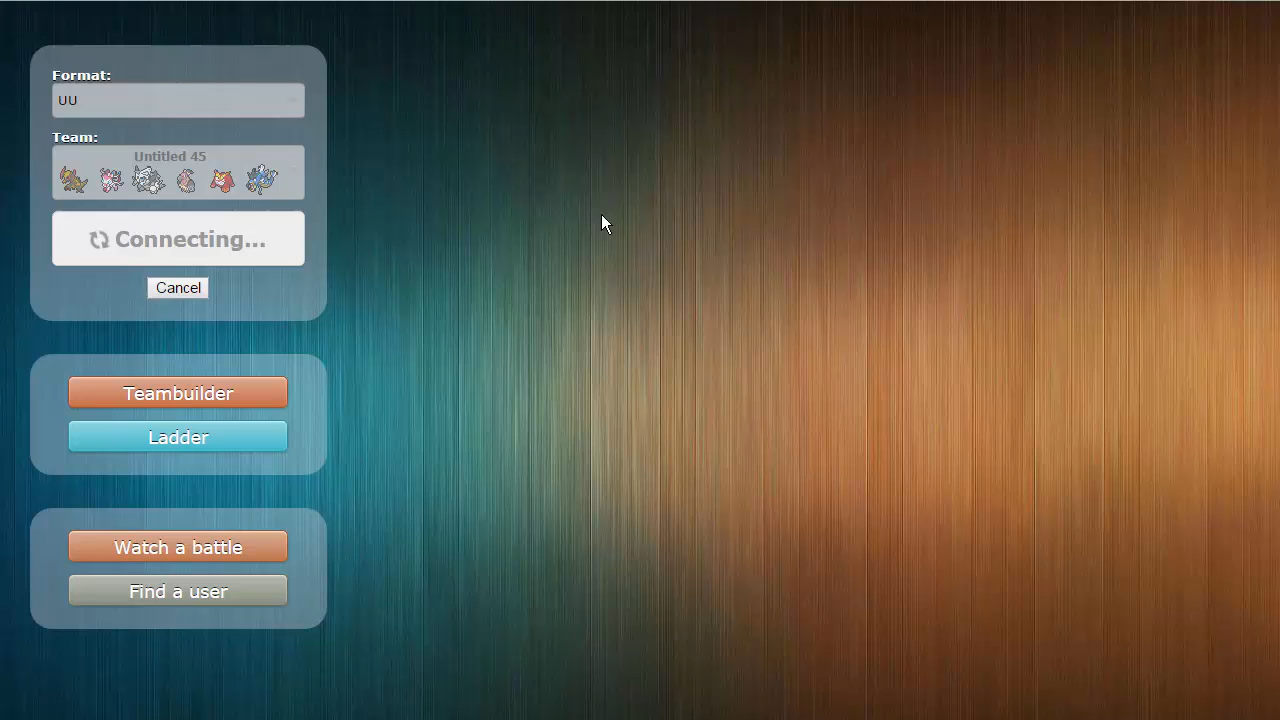 Format:
UU
Team:
Untitled 45
Connecting...
Cancel
Teambuilder
Ladder
Watch a battle
Find a user